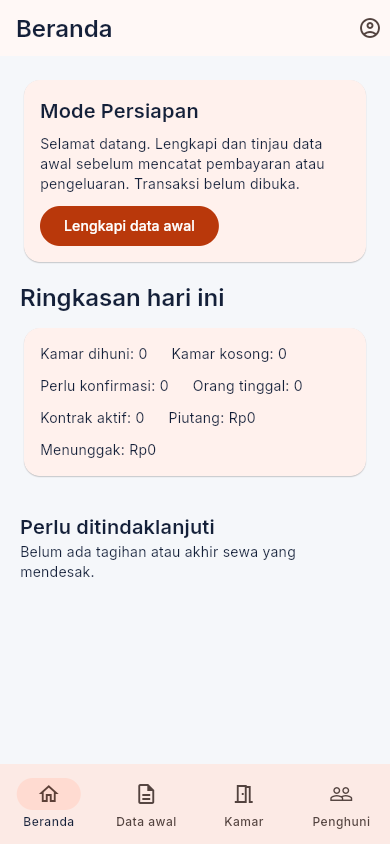 Beranda
Mode Persiapan
Selamat datang. Lengkapi dan tinjau data
awal sebelum mencatat pembayaran atau
pengeluaran. Transaksi belum dibuka.
Lengkapi data awal
Ringkasan hari ini
Kamar dihuni: 0 Kamar kosong: 0
Perlu konfirmasi: 0 Orang tinggal: 0
Kontrak aktif: 0 Piutang: Rp0
Menunggak: Rp0
Perlu ditindaklanjuti
Belum ada tagihan atau akhir sewa yang
mendesak.
Beranda Data awal Kamar Penghuni